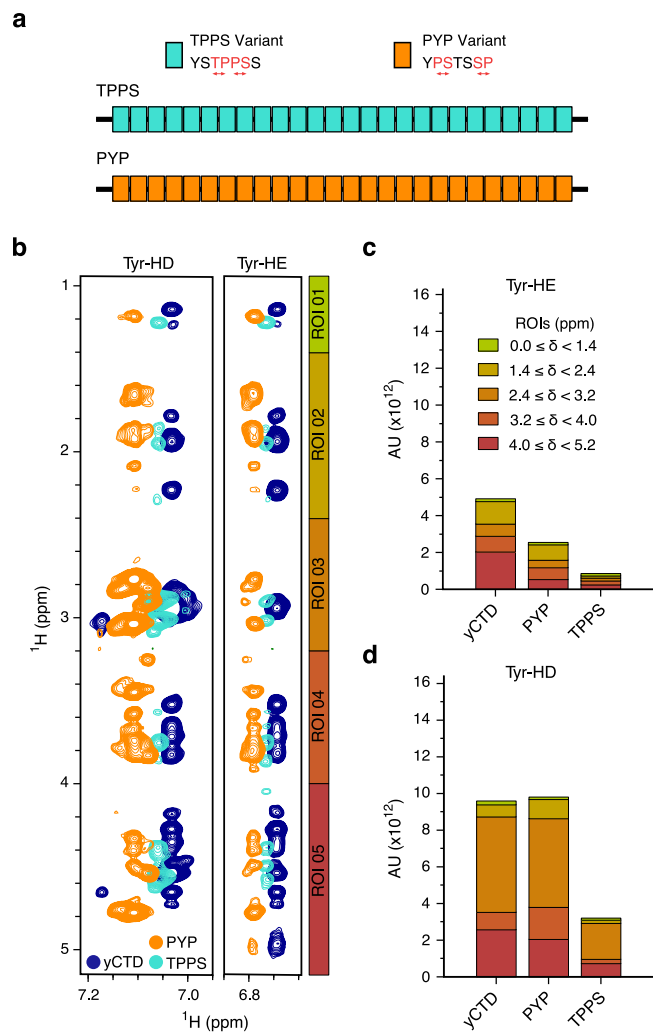 a
TPPS Variant
YSTPPSS
PYP Variant
YPSTSSP
TPPS
PYP
b
Tyr-HD
Tyr-HE
1
2
3
4
5
¹H (ppm)
ROI 01
ROI 02
ROI 03
ROI 04
ROI 05
PYP
yCTD
TPPS
7.2
7.0
6.8
¹H (ppm)
c
Tyr-HE
16
14
12
10
8
6
4
2
0
AU (x10¹²)
ROIs (ppm)
0.0 ≤ δ < 1.4
1.4 ≤ δ < 2.4
2.4 ≤ δ < 3.2
3.2 ≤ δ < 4.0
4.0 ≤ δ < 5.2
yCTD
PYP
TPPS
d
Tyr-HD
16
14
12
10
8
6
4
2
0
AU (x10¹²)
yCTD
PYP
TPPS